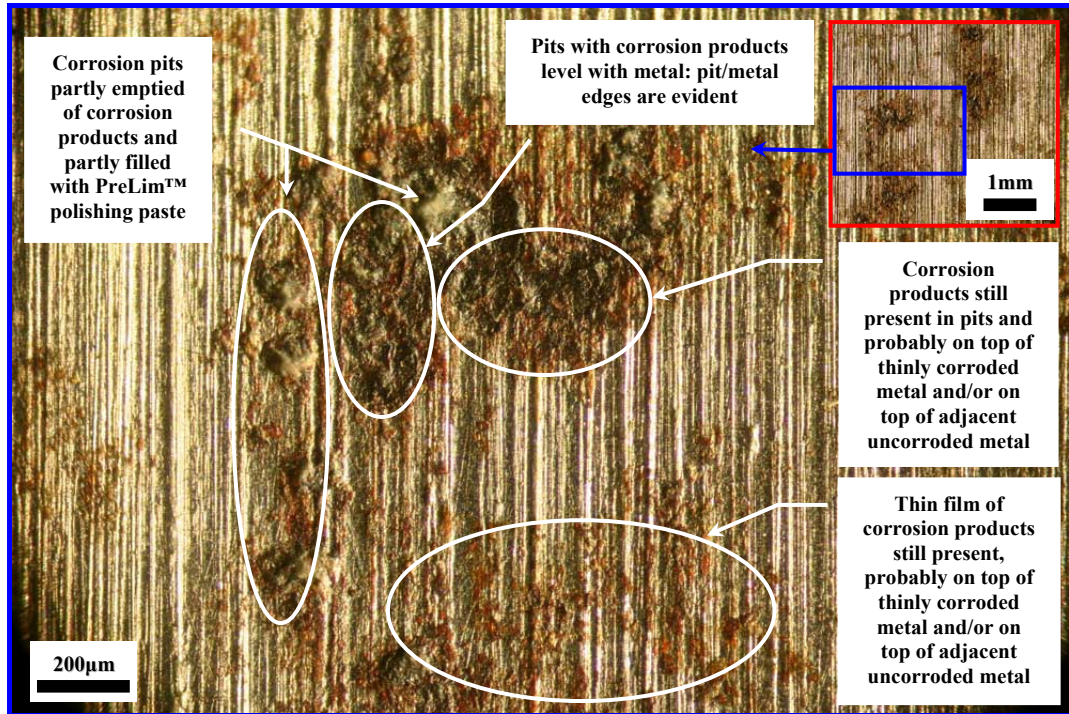 Corrosion pits
partly emptied
of corrosion
products and
partly filled
with PreLim™
polishing paste
Pits with corrosion products
level with metal: pit/metal
edges are evident
1mm
Corrosion
products still
present in pits and
probably on top of
thinly corroded
metal and/or on
top of adjacent
uncorroded metal
Thin film of
corrosion products
still present,
probably on top of
thinly corroded
metal and/or on
top of adjacent
uncorroded metal
200µm